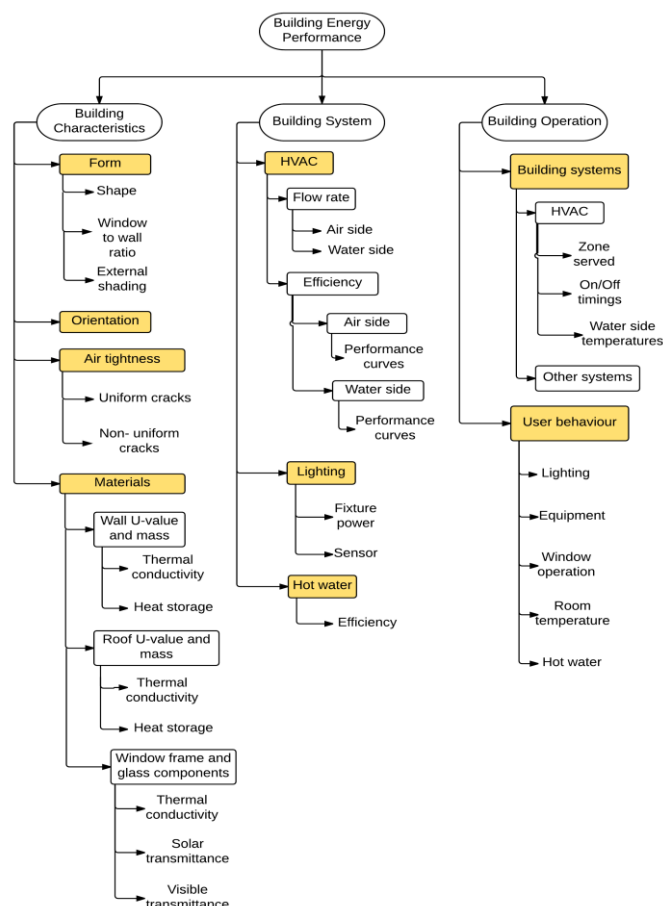 Building Energy
Performance
Building
Characteristics
Form
Shape
Window
to wall
ratio
External
shading
Orientation
Air tightness
Uniform cracks
Non- uniform
cracks
Materials
Wall U-value
and mass
Thermal
conductivity
Heat storage
Roof U-value and
mass
Thermal
conductivity
Heat storage
Window frame and
glass components
Thermal
conductivity
Solar
transmittance
Visible
transmittance
Building System
HVAC
Flow rate
Air side
Water side
Efficiency
Air side
Performance
curves
Water side
Performance
curves
Lighting
Fixture
power
Sensor
Hot water
Efficiency
Building Operation
Building systems
HVAC
Zone
served
On/Off
timings
Water side
temperatures
Other systems
User behaviour
Lighting
Equipment
Window
operation
Room
temperature
Hot water